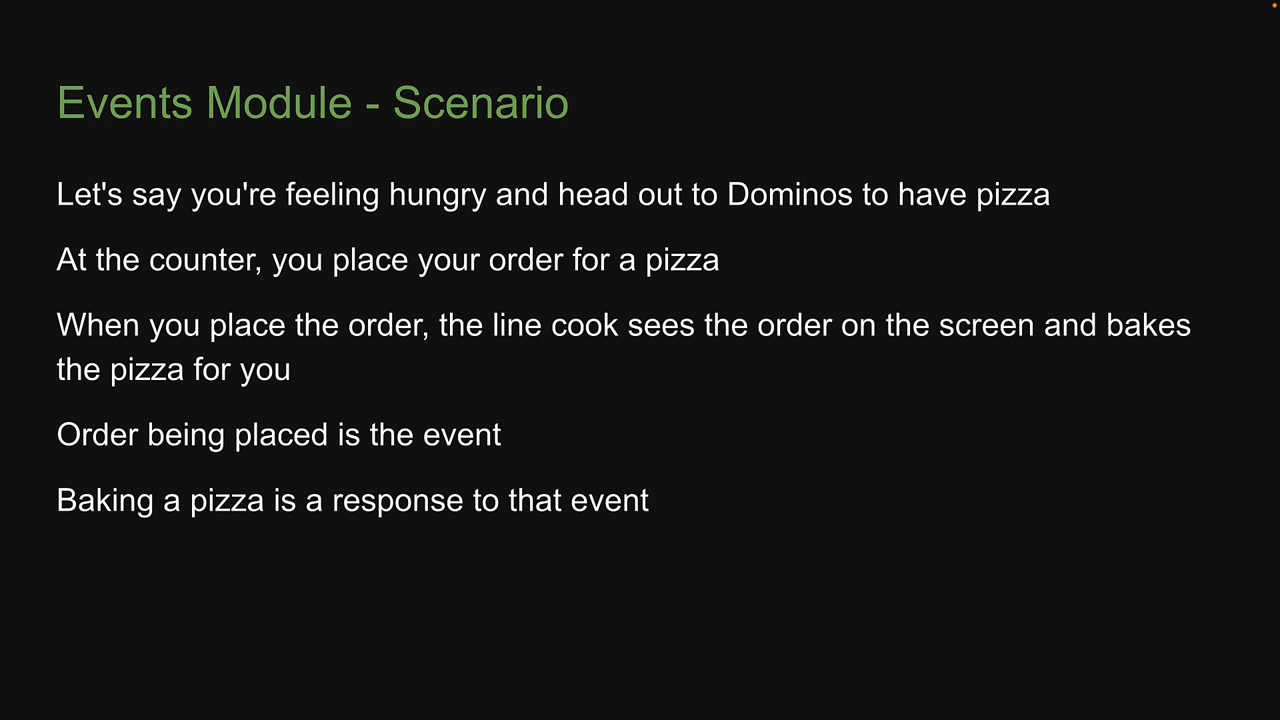 Events Module - Scenario
Let's say you're feeling hungry and head out to Dominos to have pizza
At the counter, you place your order for a pizza
When you place the order, the line cook sees the order on the screen and bakes
the pizza for you
Order being placed is the event
Baking a pizza is a response to that event